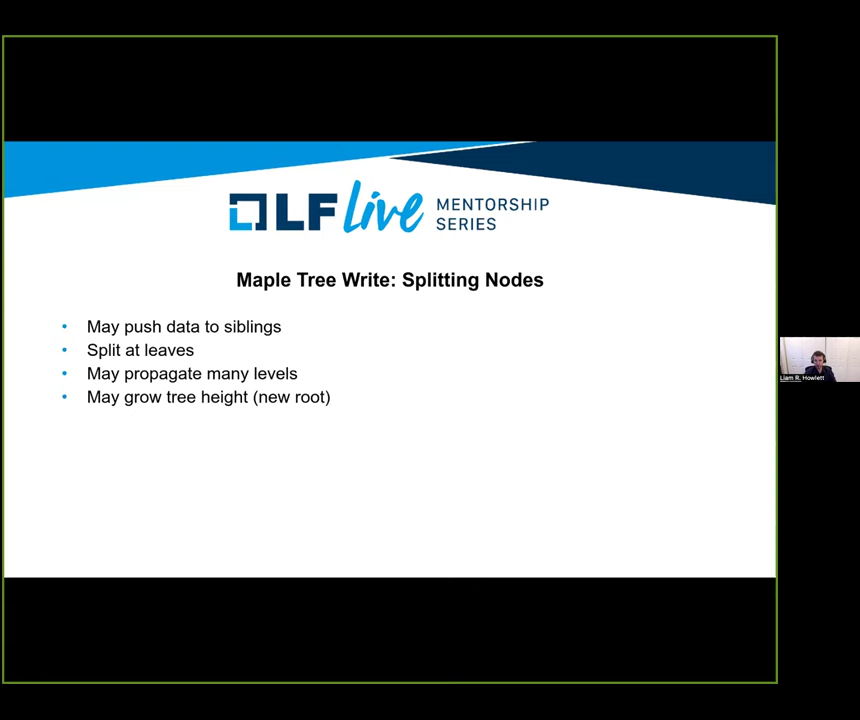 LF Live MENTORSHIP
SERIES
Maple Tree Write: Splitting Nodes
• May push data to siblings
• Split at leaves
• May propagate many levels
• May grow tree height (new root)
Liam R. Howlett